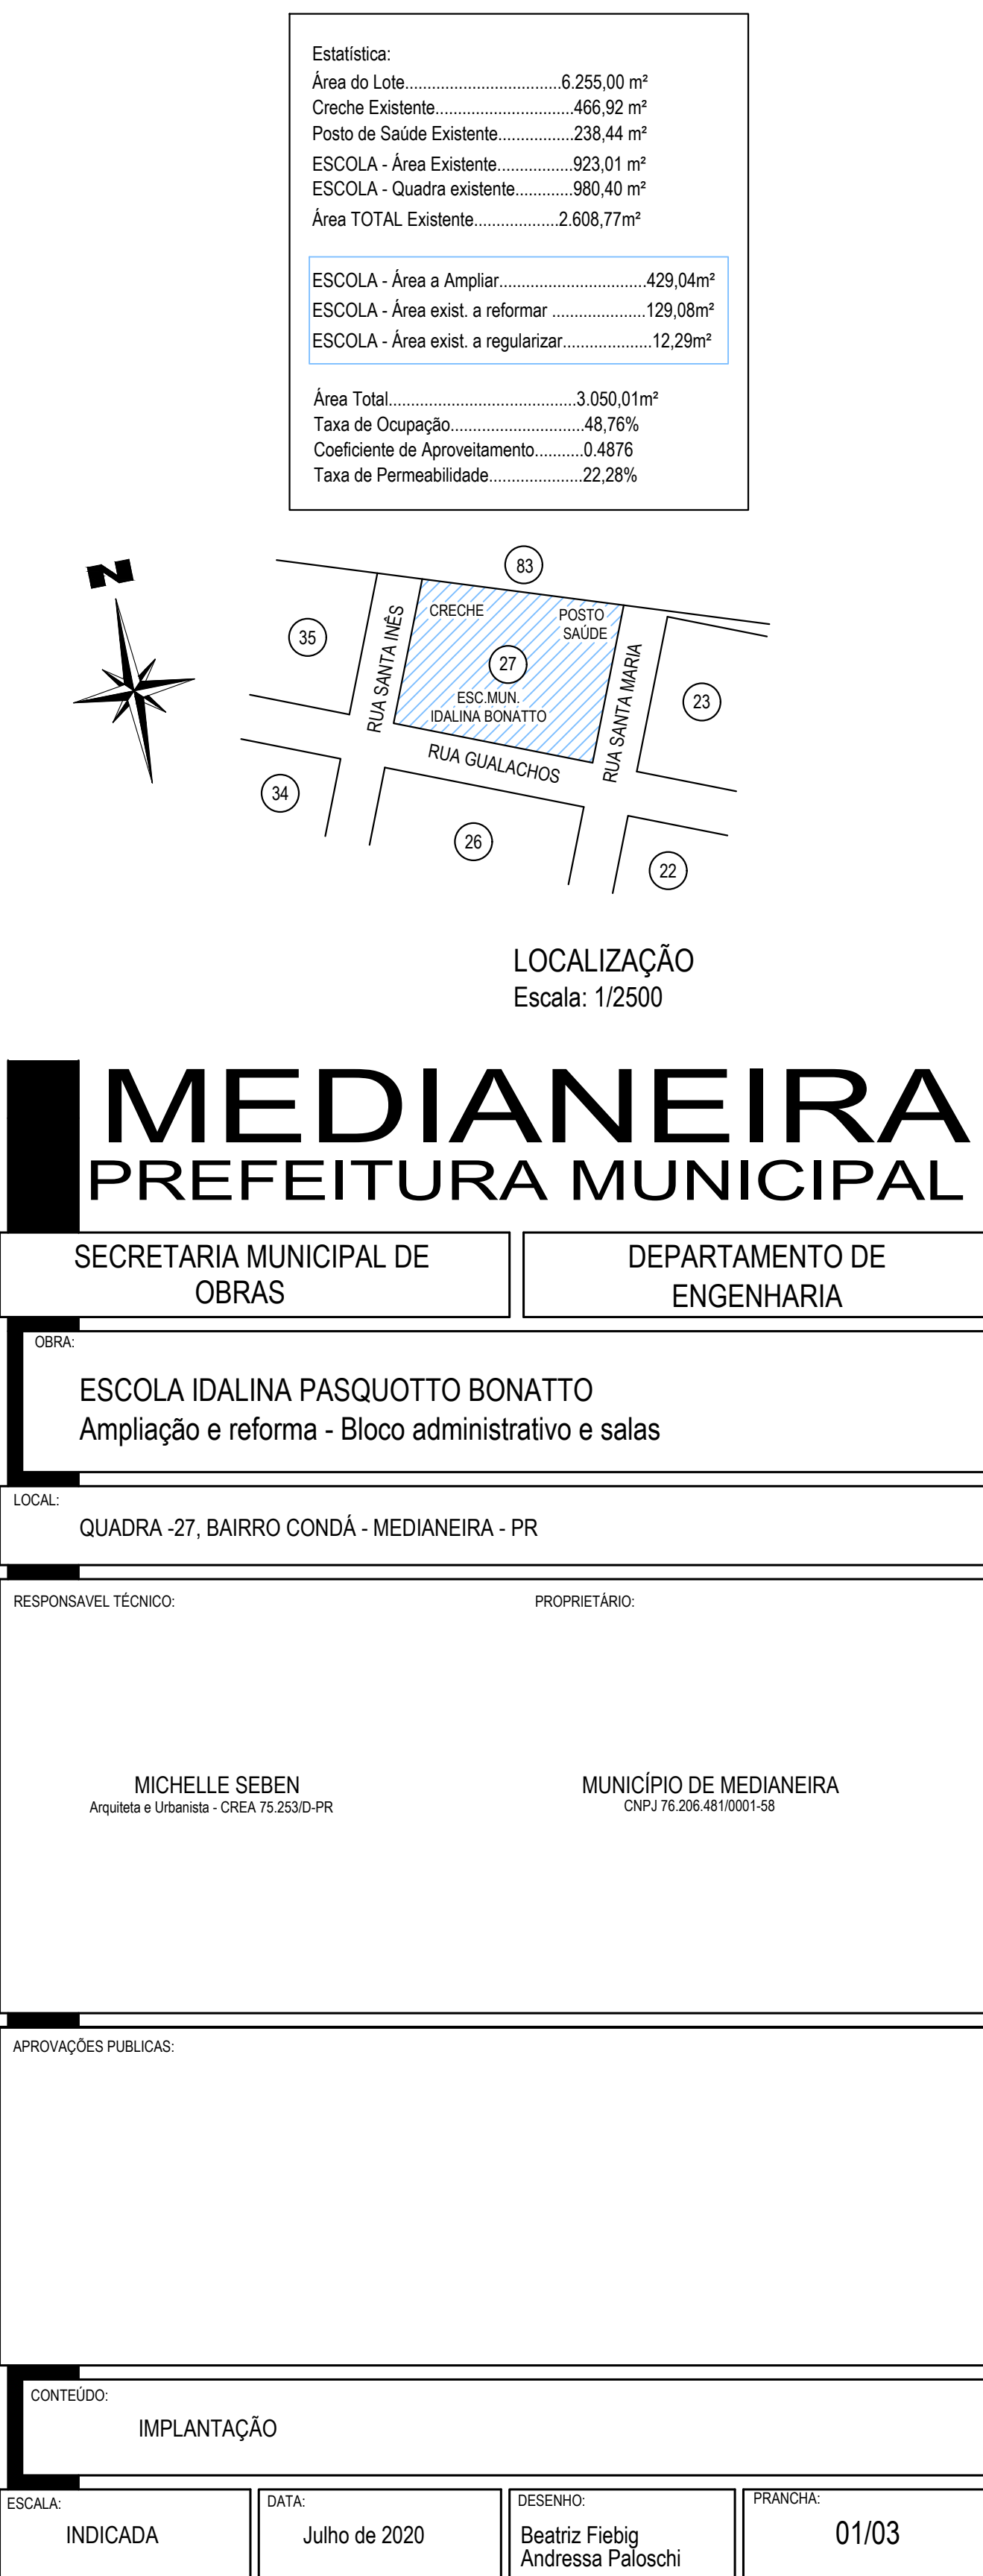 Estatística:
Área do Lote...................................6.255,00 m²
Creche Existente...............................466,92 m²
Posto de Saúde Existente.................238,44 m²
ESCOLA - Área Existente.................923,01 m²
ESCOLA - Quadra existente.............980,40 m²
Área TOTAL Existente...................2.608,77m²
ESCOLA - Área a Ampliar.................................429,04m²
ESCOLA - Área exist. a reformar .....................129,08m²
ESCOLA - Área exist. a regularizar....................12,29m²
Área Total..........................................3.050,01m²
Taxa de Ocupação..............................48,76%
Coeficiente de Aproveitamento...........0.4876
Taxa de Permeabilidade.....................22,28%
N
83
35
RUA SANTA INÊS
CRECHE
POSTO
SAÚDE
27
ESC.MUN.
IDALINA BONATTO
RUA SANTA MARIA
23
RUA GUALACHOS
34
26
22
LOCALIZAÇÃO
Escala: 1/2500
MEDIANEIRA
PREFEITURA MUNICIPAL
SECRETARIA MUNICIPAL DE
OBRAS
DEPARTAMENTO DE
ENGENHARIA
OBRA:
ESCOLA IDALINA PASQUOTTO BONATTO
Ampliação e reforma - Bloco administrativo e salas
LOCAL:
QUADRA -27, BAIRRO CONDÁ - MEDIANEIRA - PR
RESPONSAVEL TÉCNICO:
PROPRIETÁRIO:
MICHELLE SEBEN
Arquiteta e Urbanista - CREA 75.253/D-PR
MUNICÍPIO DE MEDIANEIRA
CNPJ 76.206.481/0001-58
APROVAÇÕES PUBLICAS:
CONTEÚDO:
IMPLANTAÇÃO
ESCALA:
INDICADA
DATA:
Julho de 2020
DESENHO:
Beatriz Fiebig
Andressa Paloschi
PRANCHA:
01/03